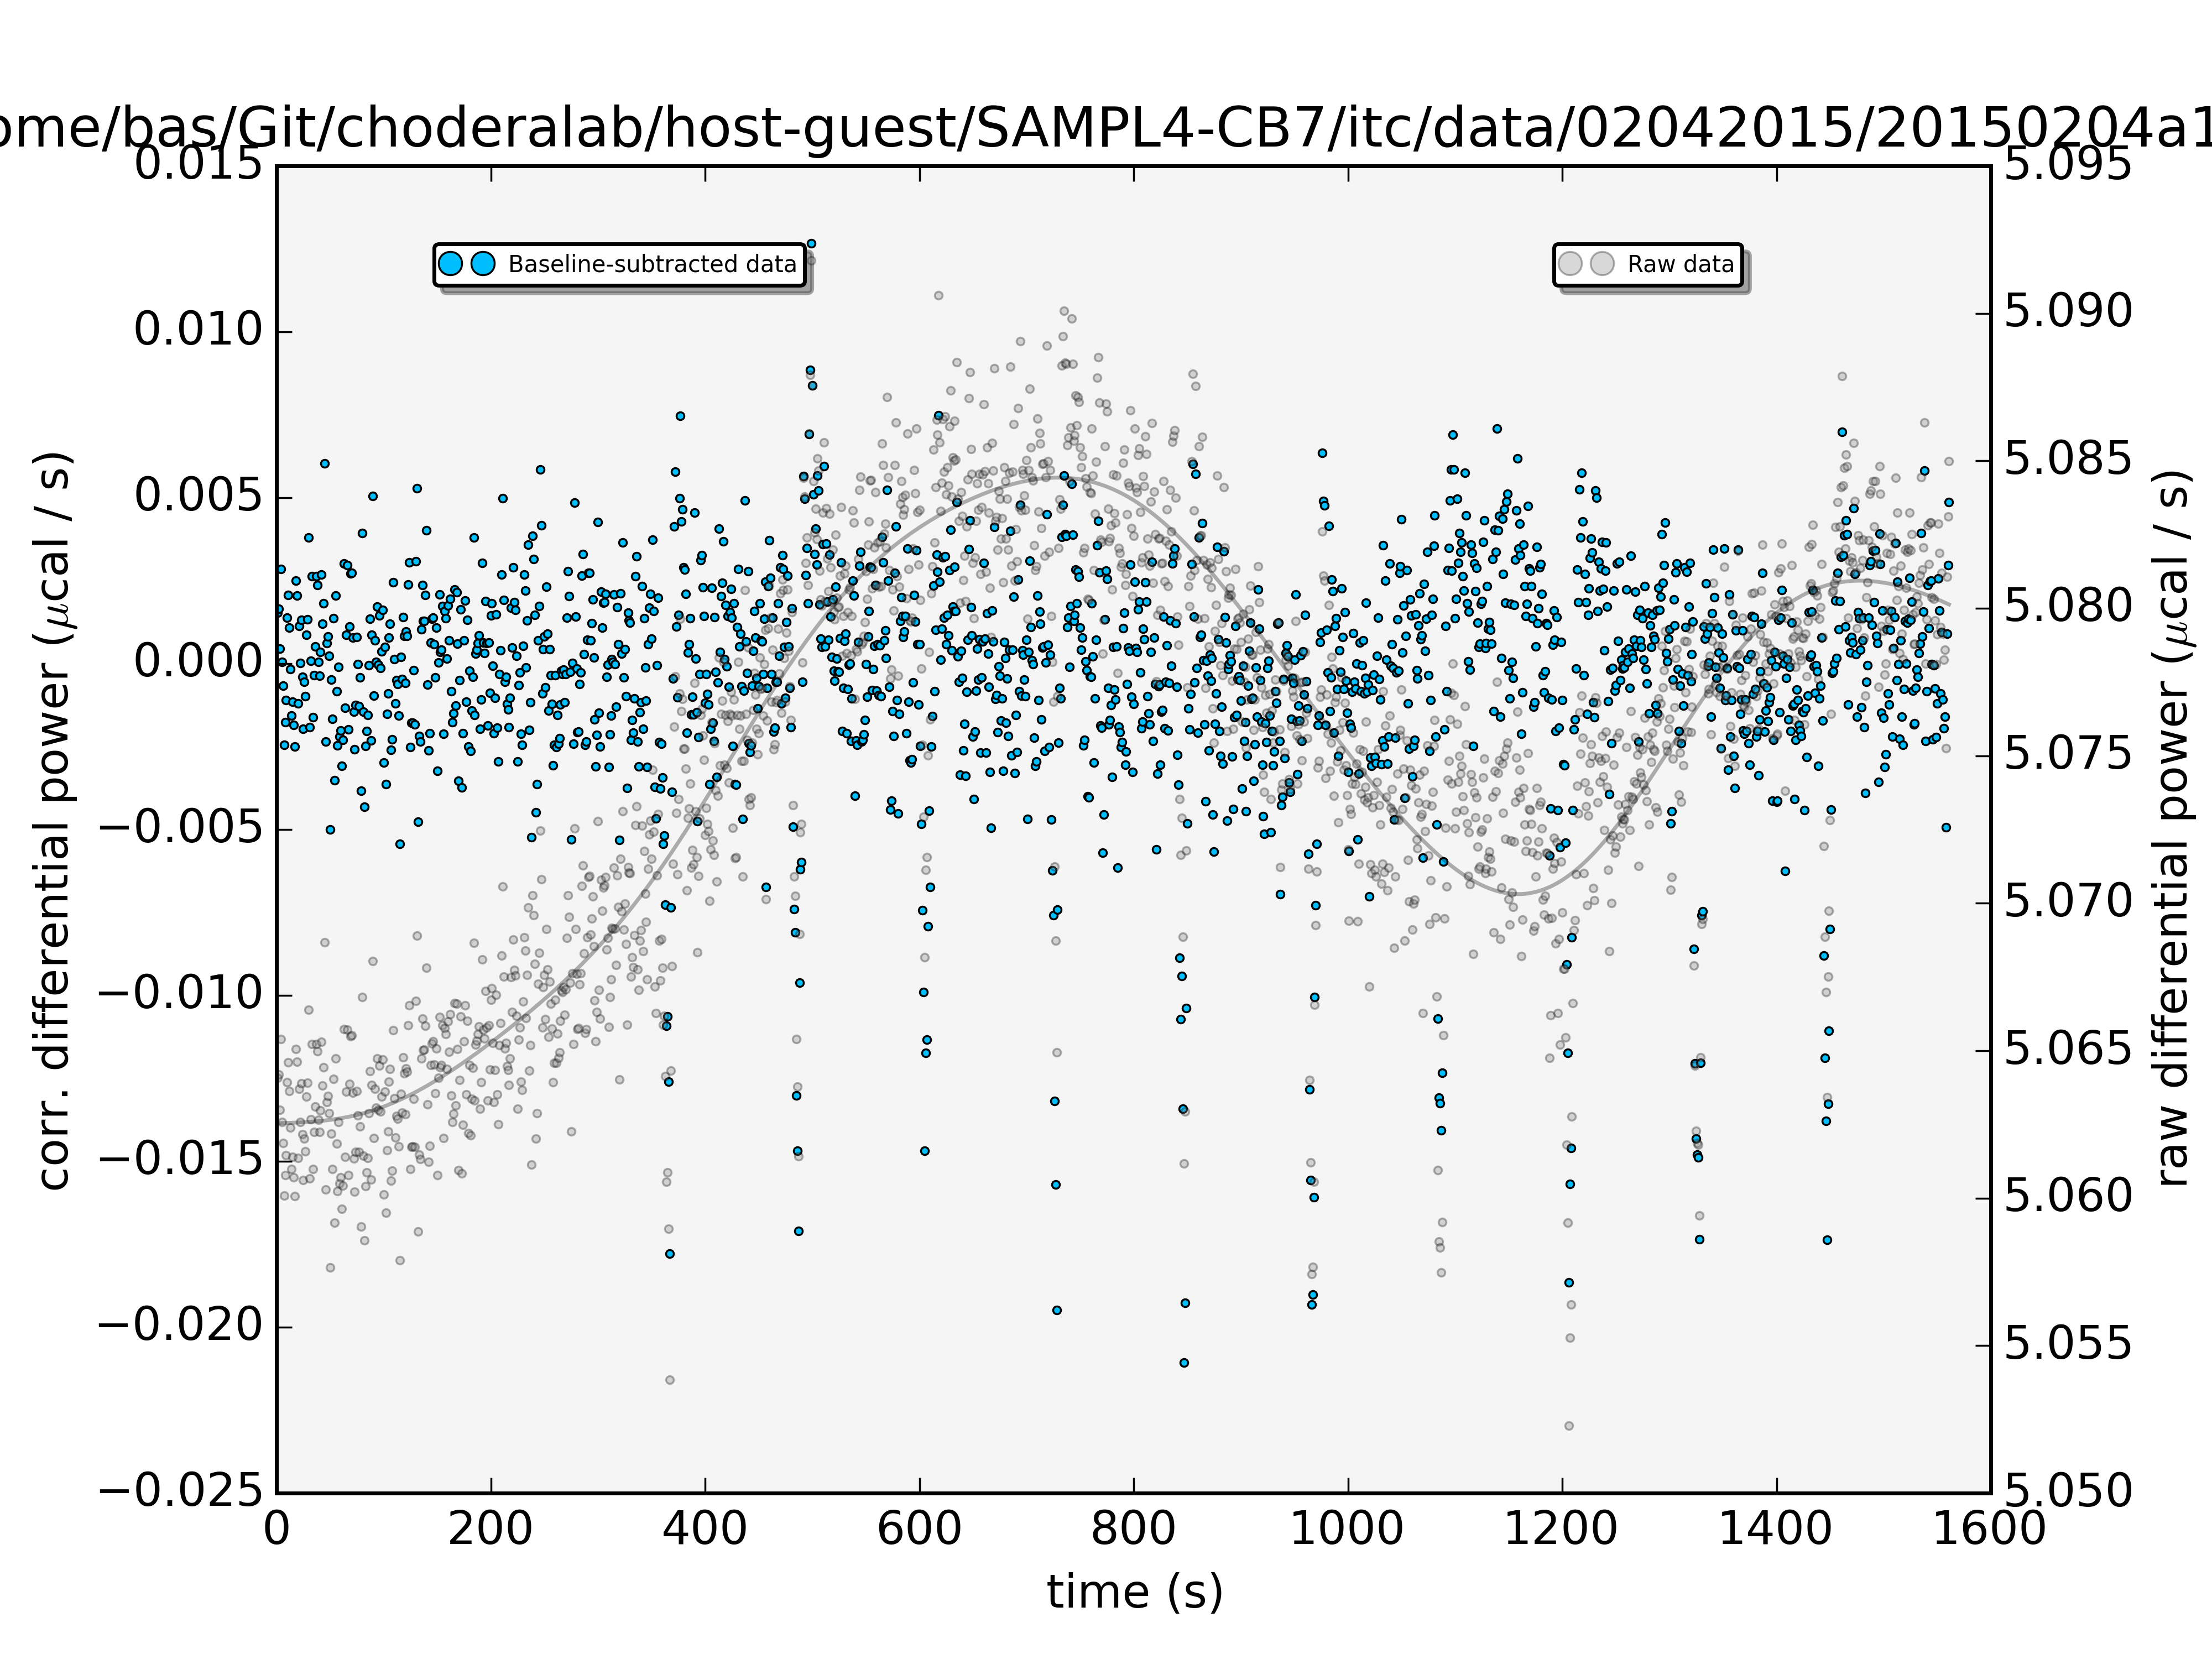 ome/bas/Git/choderalab/host-guest/SAMPL4-CB7/itc/data/02042015/20150204a1
Baseline-subtracted data
Raw data
0.015
0.010
0.005
0.000
−0.005
−0.010
−0.015
−0.020
−0.025
corr. differential power (μcal / s)
5.095
5.090
5.085
5.080
5.075
5.070
5.065
5.060
5.055
5.050
raw differential power (μcal / s)
0 200 400 600 800 1000 1200 1400 1600
time (s)